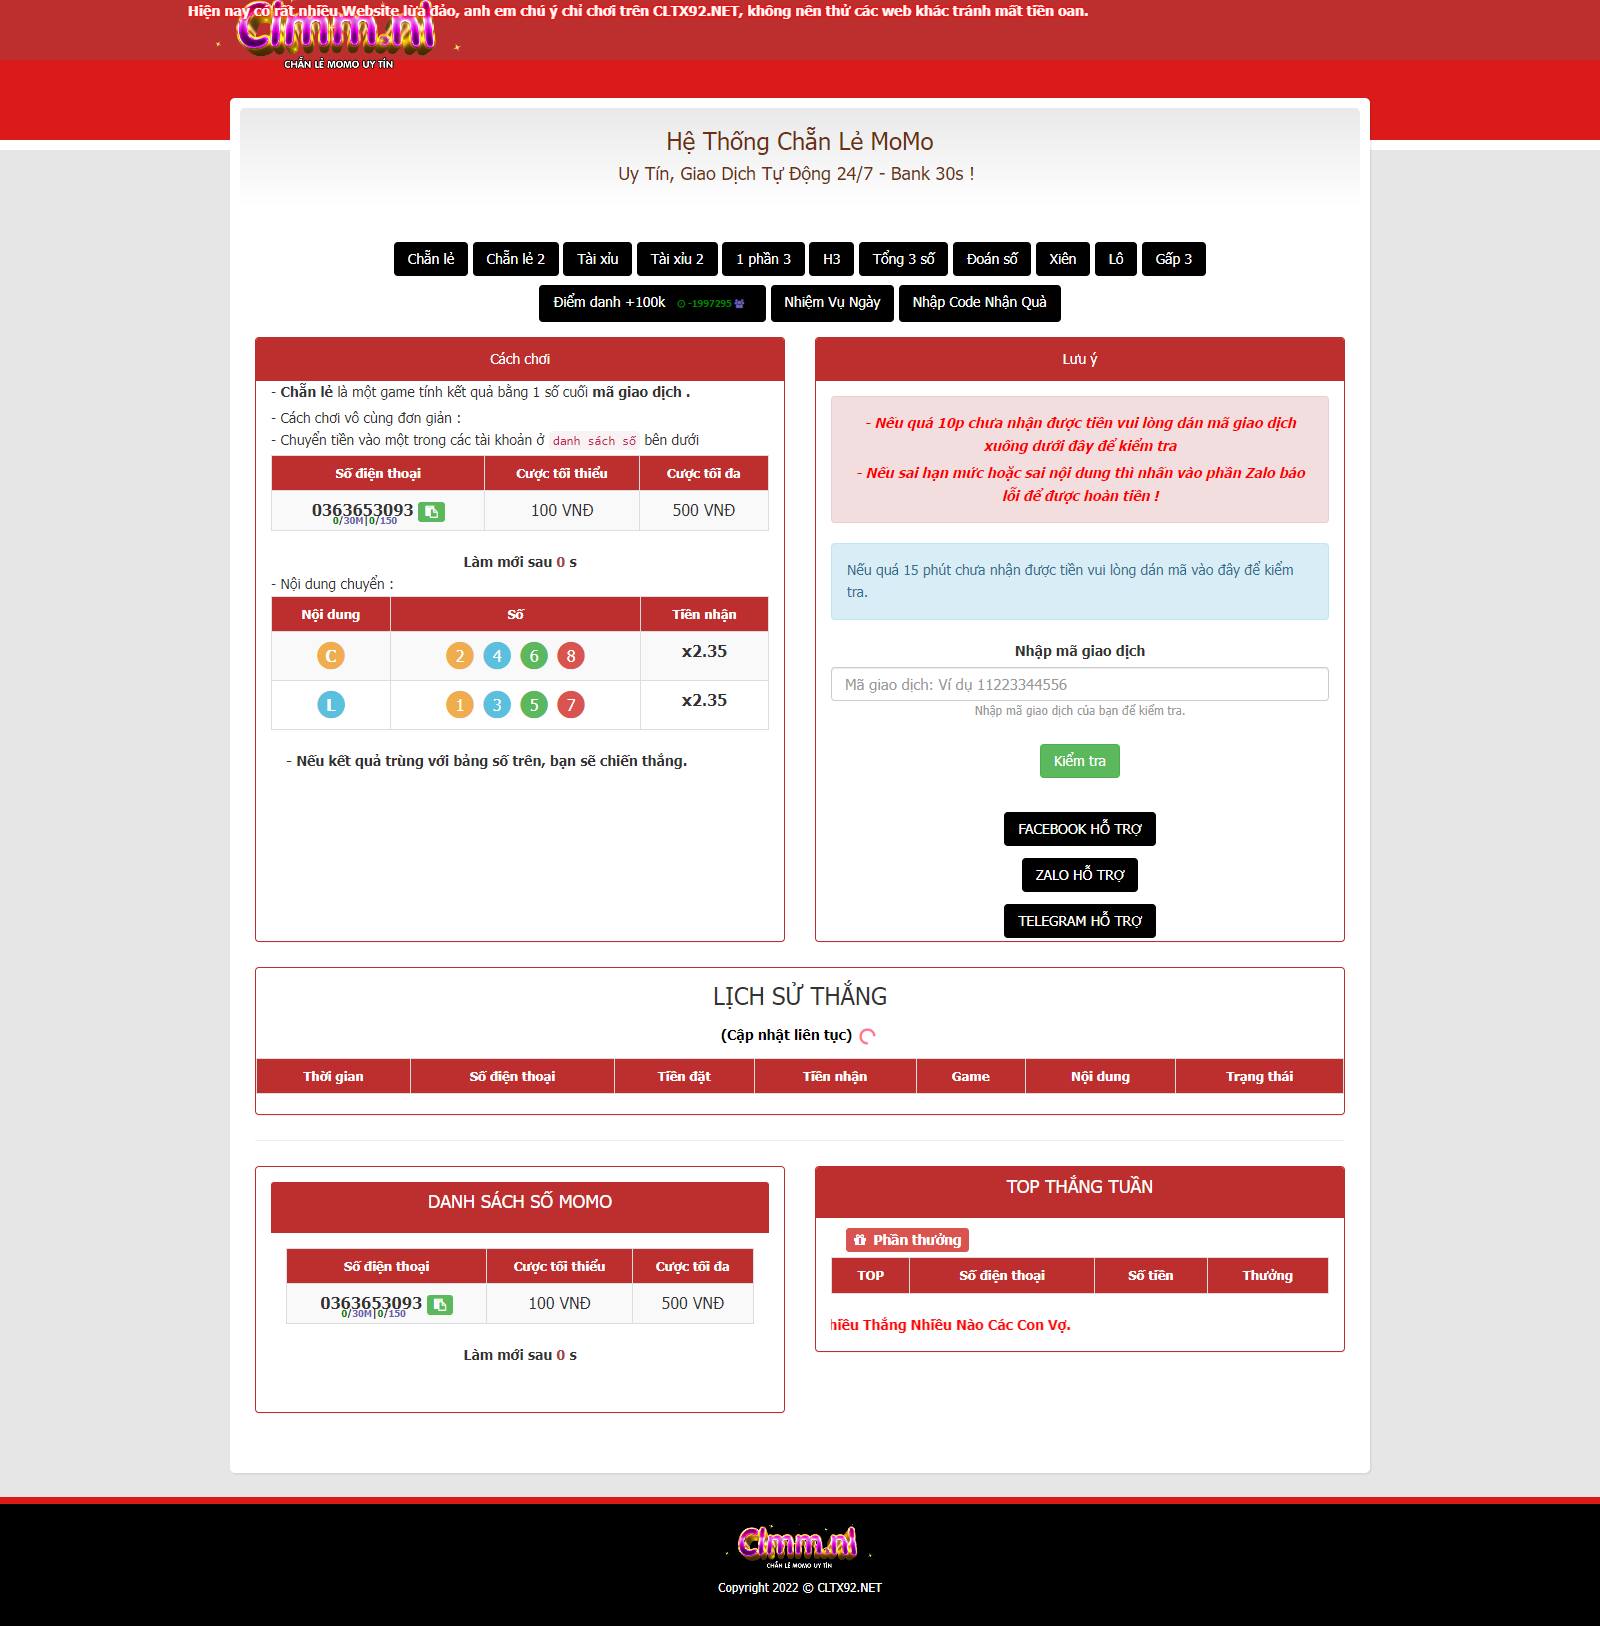 Hiện nay có rất nhiều Website lừa đảo, anh em chú ý chỉ chơi trên CLTX92.NET, không nên thử các web khác tránh mất tiền oan.
Clmm.nl
CHẴN LẺ MOMO UY TÍN
Hệ Thống Chẵn Lẻ MoMo
Uy Tín, Giao Dịch Tự Động 24/7 - Bank 30s !
Chẵn lẻ Chẵn lẻ 2 Tài xỉu Tài xỉu 2 1 phần 3 H3 Tổng 3 số Đoán số Xiên Lô Gấp 3
Điểm danh +100k -1997295 Nhiệm Vụ Ngày Nhập Code Nhận Quà
Cách chơi
- Chẵn lẻ là một game tính kết quả bằng 1 số cuối mã giao dịch .
- Cách chơi vô cùng đơn giản :
- Chuyển tiền vào một trong các tài khoản ở danh sách số bên dưới
Số điện thoại Cược tối thiểu Cược tối đa
0363653093 100 VNĐ 500 VNĐ
0/30M|0/150
Làm mới sau 0 s
- Nội dung chuyển :
Nội dung Số Tiền nhận
C 2 4 6 8 x2.35
L 1 3 5 7 x2.35
- Nếu kết quả trùng với bảng số trên, bạn sẽ chiến thắng.
Lưu ý
- Nếu quá 10p chưa nhận được tiền vui lòng dán mã giao dịch
xuống dưới đây để kiểm tra
- Nếu sai hạn mức hoặc sai nội dung thì nhấn vào phần Zalo báo
lỗi để được hoàn tiền !
Nếu quá 15 phút chưa nhận được tiền vui lòng dán mã vào đây để kiểm
tra.
Nhập mã giao dịch
Mã giao dịch: Ví dụ 11223344556
Nhập mã giao dịch của bạn để kiểm tra.
Kiểm tra
FACEBOOK HỖ TRỢ
ZALO HỖ TRỢ
TELEGRAM HỖ TRỢ
LỊCH SỬ THẮNG
(Cập nhật liên tục)
Thời gian Số điện thoại Tiền đặt Tiền nhận Game Nội dung Trạng thái
DANH SÁCH SỐ MOMO
Số điện thoại Cược tối thiểu Cược tối đa
0363653093 100 VNĐ 500 VNĐ
0/30M|0/150
Làm mới sau 0 s
TOP THẮNG TUẦN
Phần thưởng
TOP Số điện thoại Số tiền Thưởng
hiều Thắng Nhiều Nào Các Con Vợ.
Clmm.nl
CHẴN LẺ MOMO UY TÍN
Copyright 2022 © CLTX92.NET